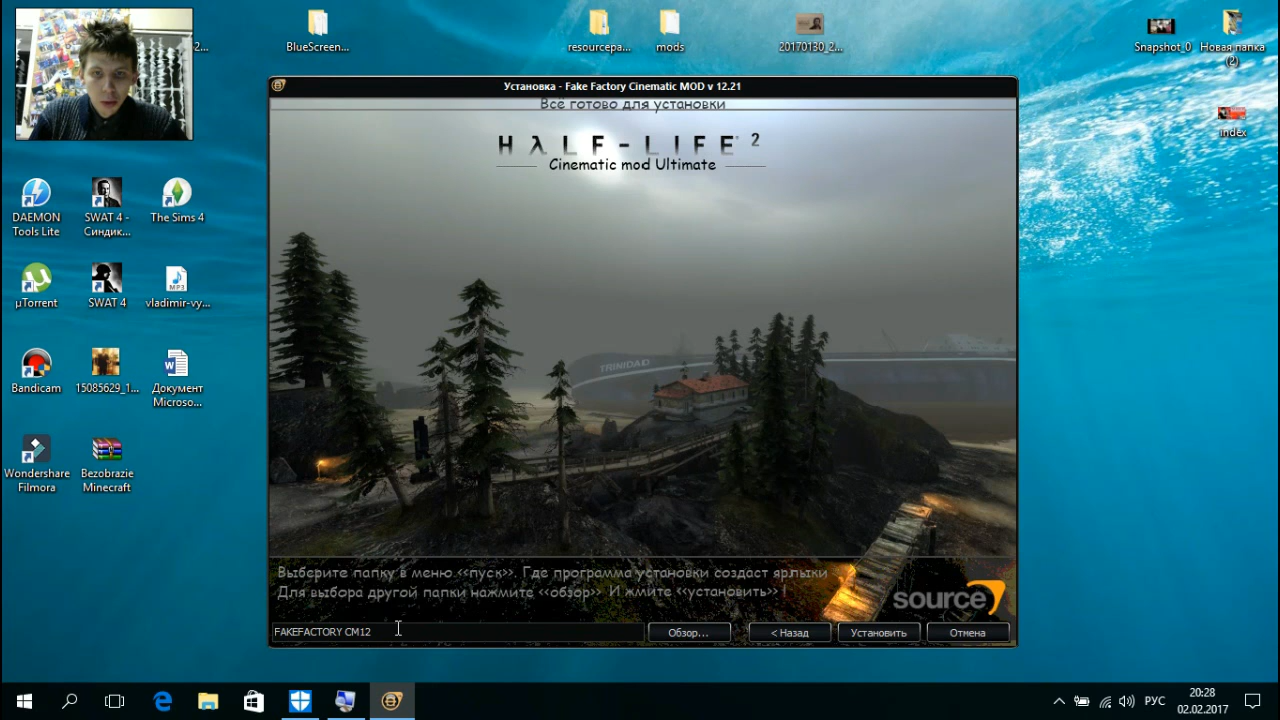 2...
BlueScreen...
resourcepa...
mods
20170130_2...
Snapshot_0
Новая папка
(2)
index
DAEMON
Tools Lite
SWAT 4 -
Синдик...
The Sims 4
µTorrent
SWAT 4
vladimir-vy...
MP3
Bandicam
15085629_1...
Документ
Microso...
Wondershare
Filmora
Bezobrazie
Minecraft
Установка - Fake Factory Cinematic MOD v 12.21
Все готово для установки
HλLF-LIFE 2
Cinematic mod Ultimate
TRINIDAD
Выберите папку в меню <<пуск>>. Где программа установки создаст ярлыки
Для выбора другой папки нажмите <<обзор>> И жмите <<установить>> !
source
FAKEFACTORY CM12
Обзор...
< Назад
Установить
Отмена
РУС
20:28
02.02.2017